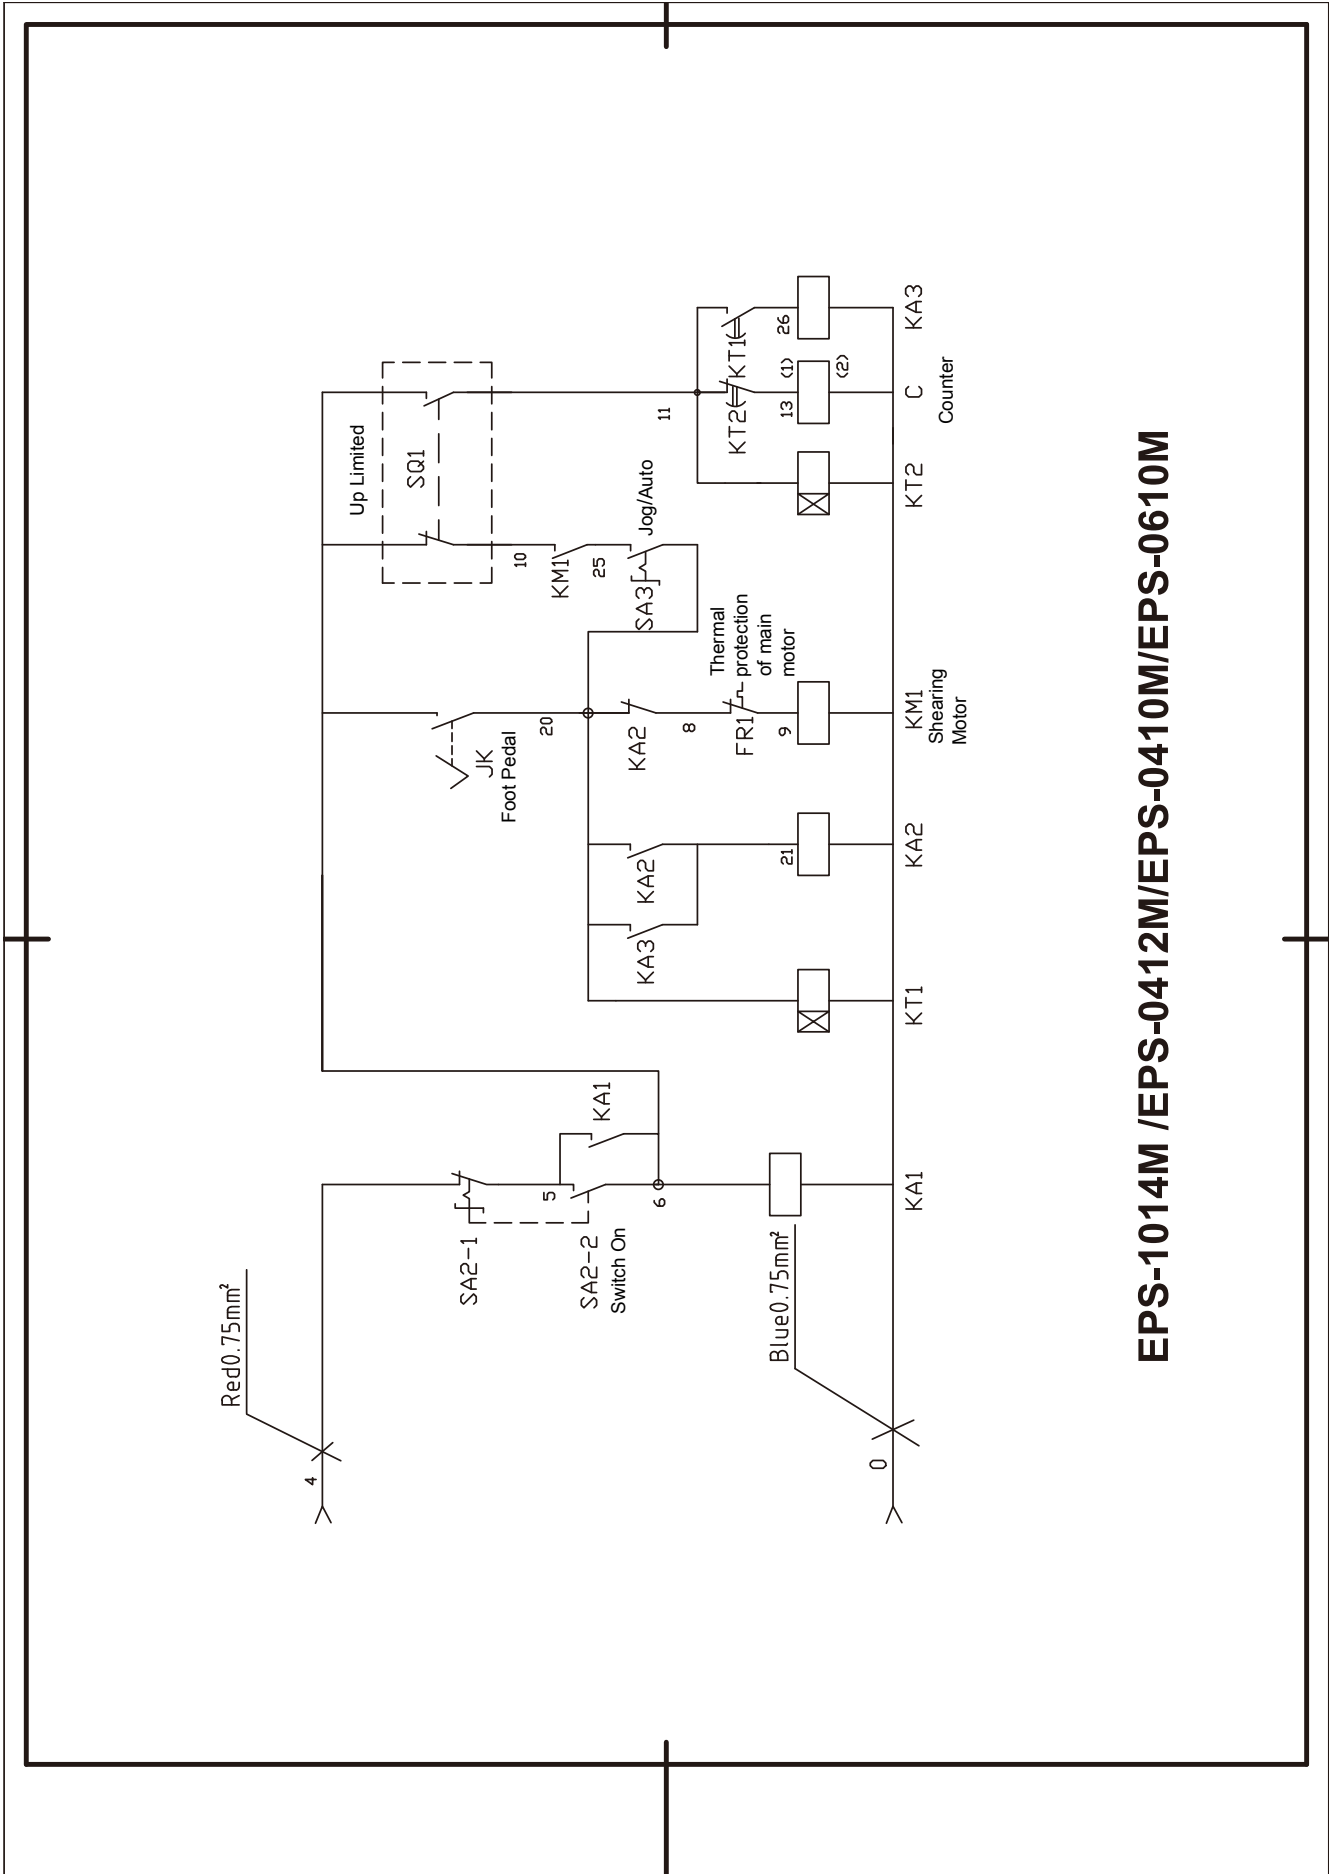 Red0.75mm²
4
SA2-1
5
SA2-2
Switch On
KA1
6
Blue0.75mm²
0
KA1
KT1
KA3
KA2
21
KA2
JK
Foot Pedal
20
KA2
8
FR1
Thermal
protection
of main
motor
9
KM1
Shearing
Motor
Up Limited
SQ1
10
KM1
25
SA3
Jog/Auto
11
KT2
KT1
13
(1)
(2)
26
KT2
C
Counter
KA3
EPS-1014M /EPS-0412M/EPS-0410M/EPS-0610M